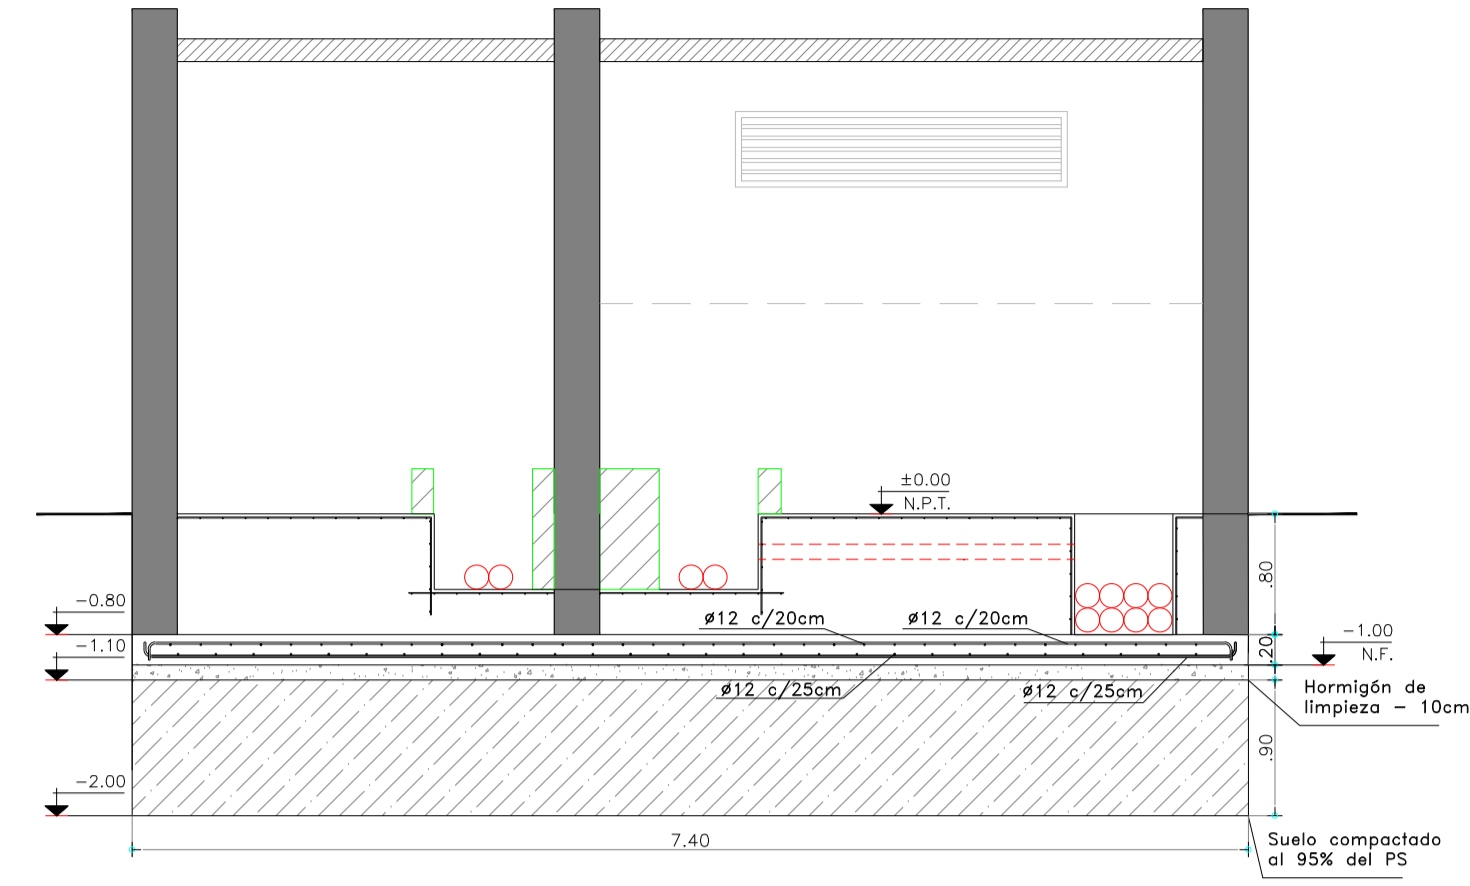 ±0.00
N.P.T.
.80
-0.80
ø12 c/20cm
ø12 c/20cm
-1.10
.20
-1.00
N.F.
ø12 c/25cm
ø12 c/25cm
Hormigón de
limpieza - 10cm
.90
-2.00
7.40
Suelo compactado
al 95% del PS